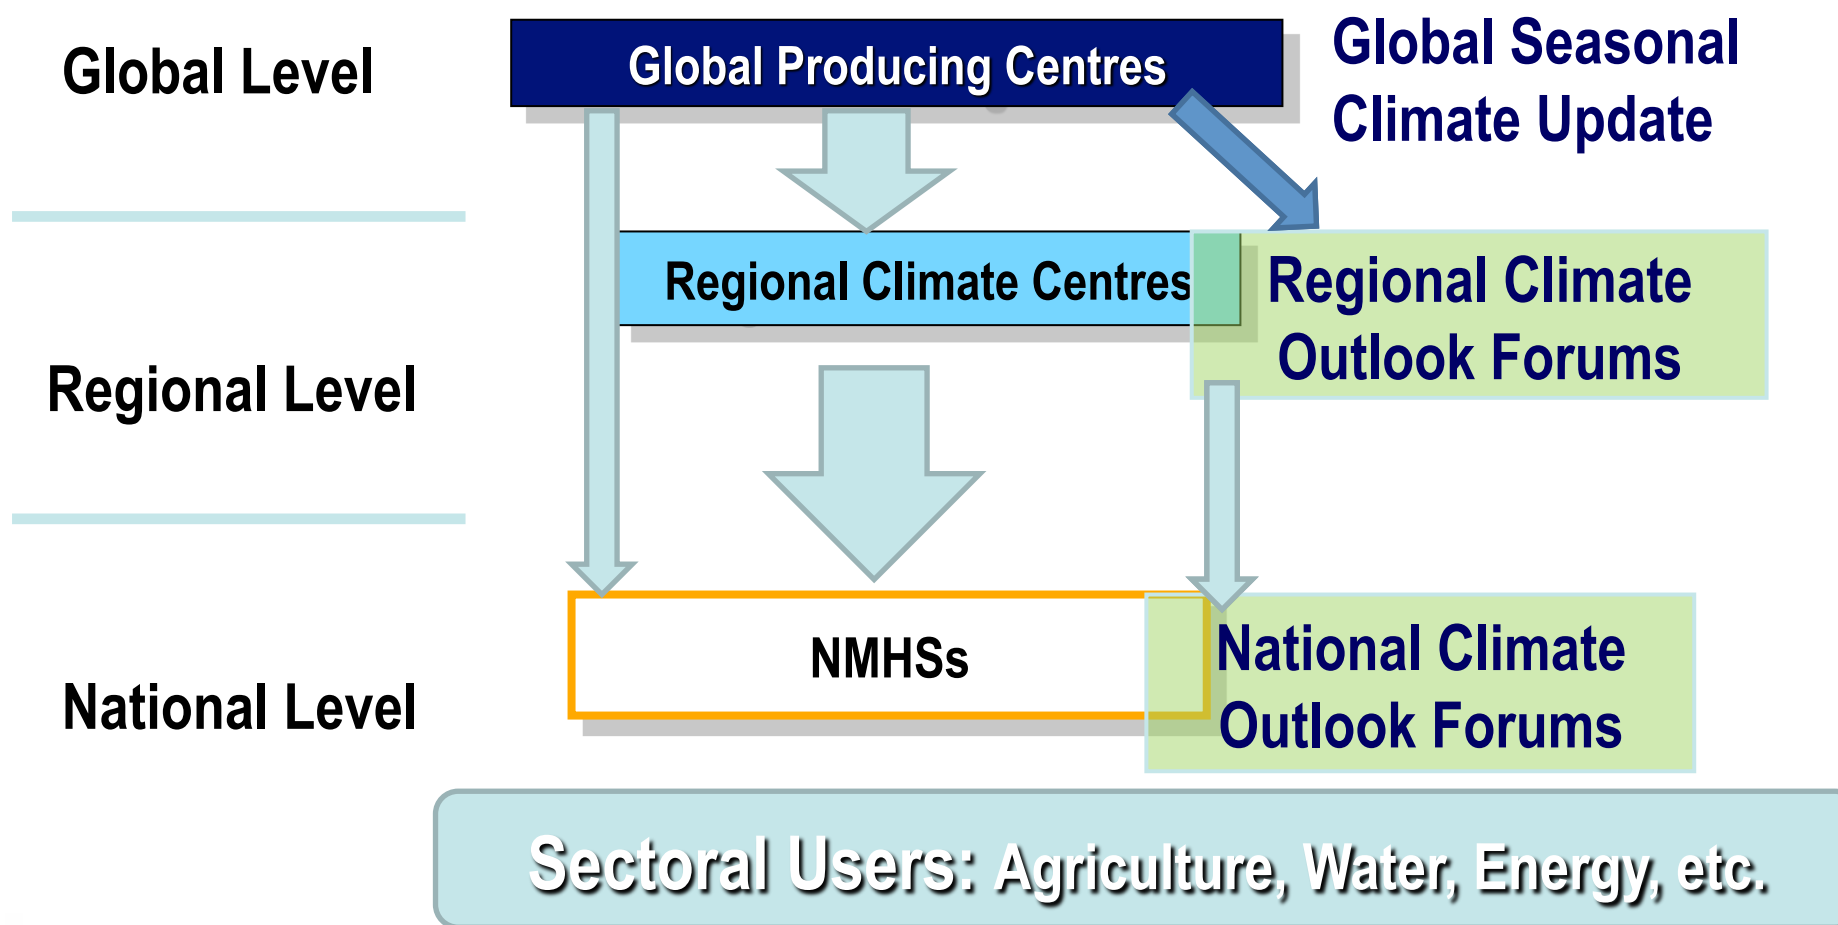 Global Level
Global Producing Centres
Global Seasonal
Climate Update
Regional Climate Centres
Regional Climate
Outlook Forums
Regional Level
NMHSs
National Climate
Outlook Forums
National Level
Sectoral Users: Agriculture, Water, Energy, etc.